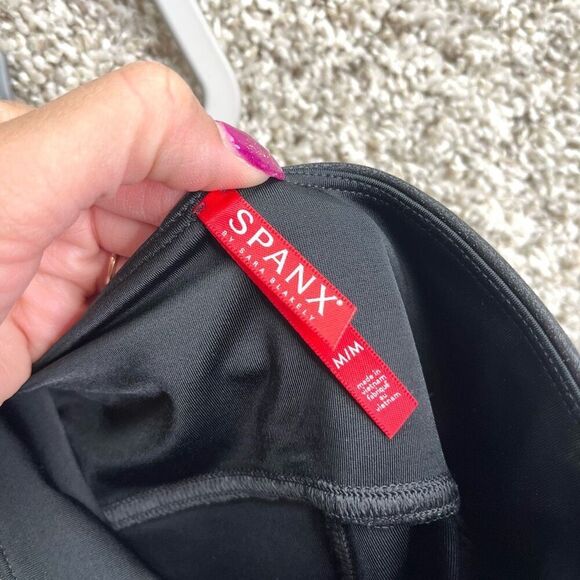 SPANX®
BY SARA BLAKELY
M/M
made in
vietnam
fabriqué
au
vietnam